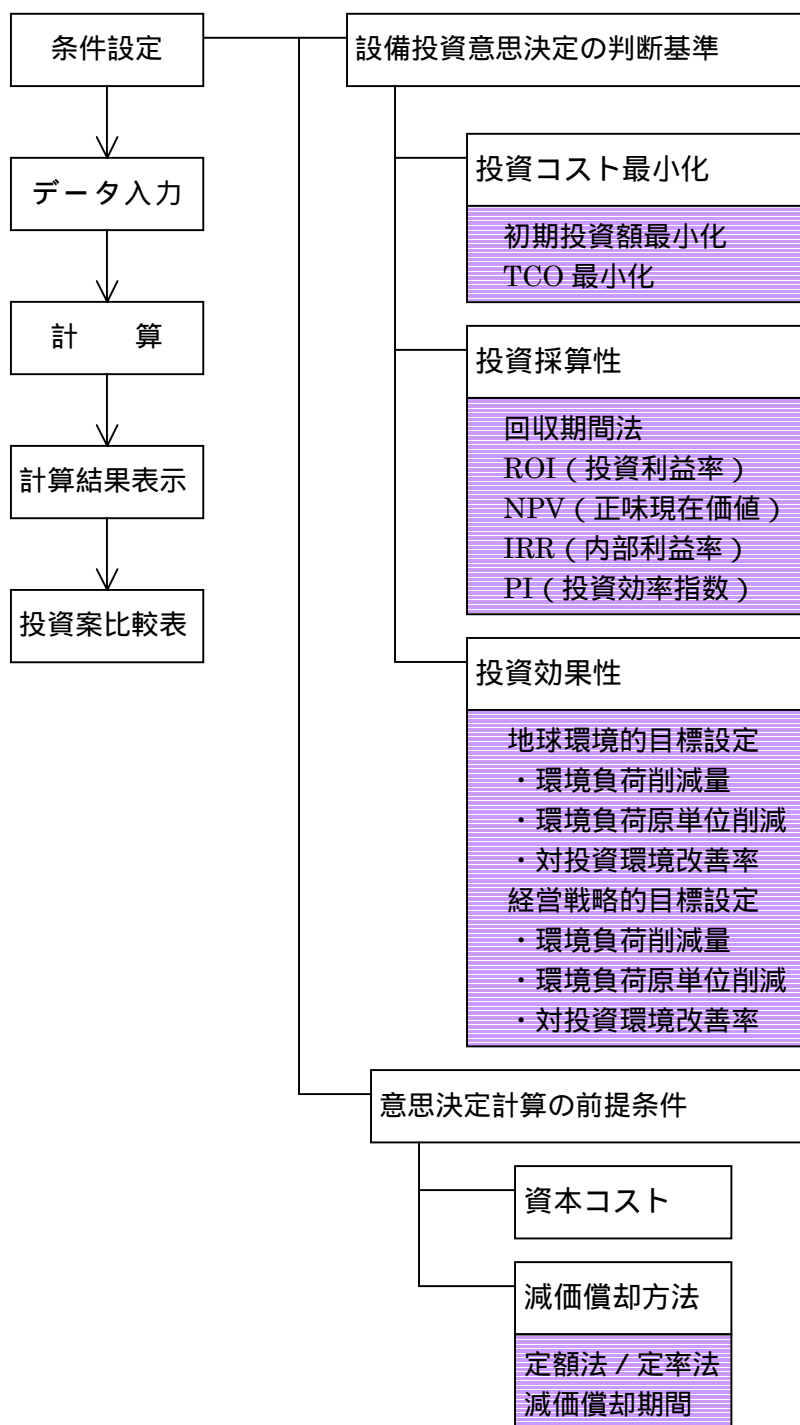 条件設定
データ入力
計　　算
計算結果表示
投資案比較表
設備投資意思決定の判断基準
投資コスト最小化
初期投資額最小化
TCO 最小化
投資採算性
回収期間法
ROI（投資利益率）
NPV（正味現在価値）
IRR（内部利益率）
PI（投資効率指数）
投資効果性
地球環境的目標設定
・環境負荷削減量
・環境負荷原単位削減
・対投資環境改善率
経営戦略的目標設定
・環境負荷削減量
・環境負荷原単位削減
・対投資環境改善率
意思決定計算の前提条件
資本コスト
減価償却方法
定額法／定率法
減価償却期間